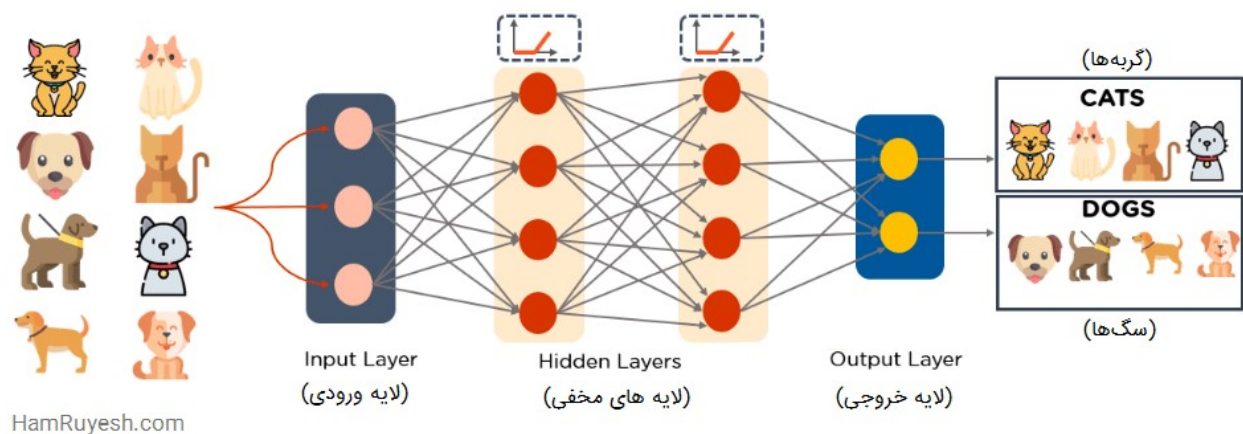 (گربه‌ها)
CATS
DOGS
(سگ‌ها)
Input Layer
(لایه ورودی)
Hidden Layers
(لایه های مخفی)
Output Layer
(لایه خروجی)
HamRuyesh.com